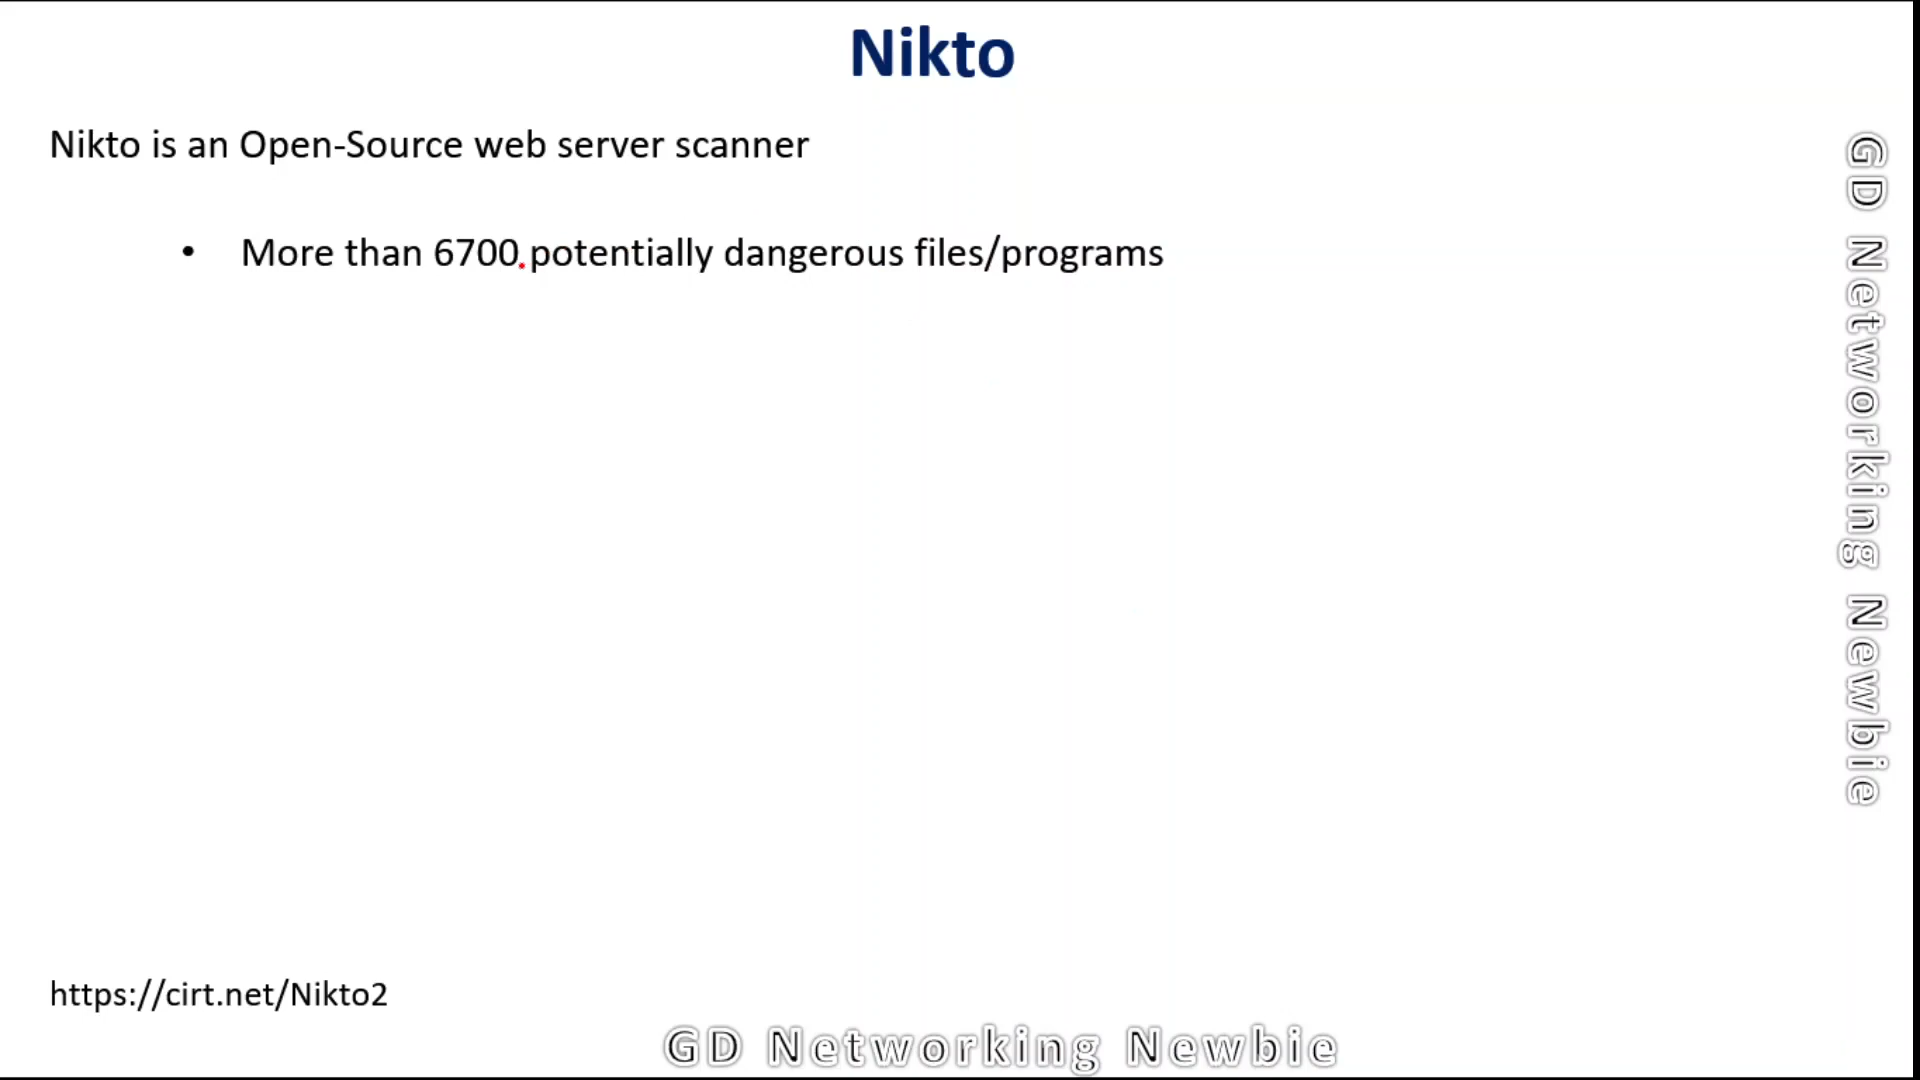 Nikto
Nikto is an Open-Source web server scanner
• More than 6700 potentially dangerous files/programs
https://cirt.net/Nikto2
GD Networking Newbie
GD Networking Newbie